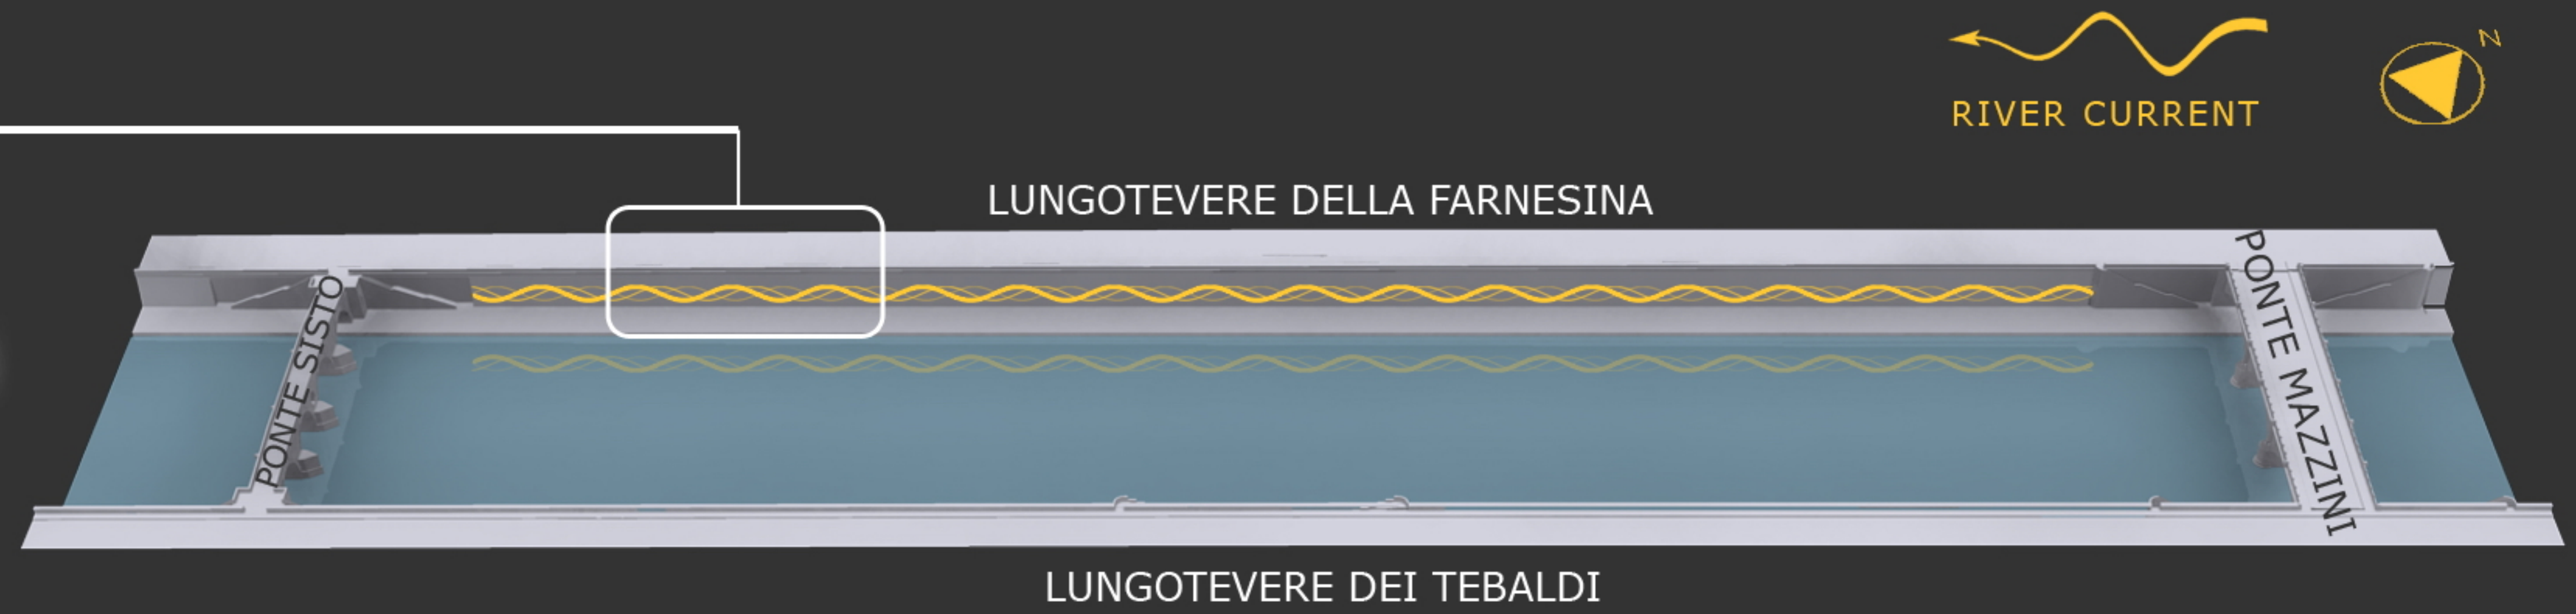 N
RIVER CURRENT
LUNGOTEVERE DELLA FARNESINA
PONTE SISTO
PONTE MAZZINI
LUNGOTEVERE DEI TEBALDI